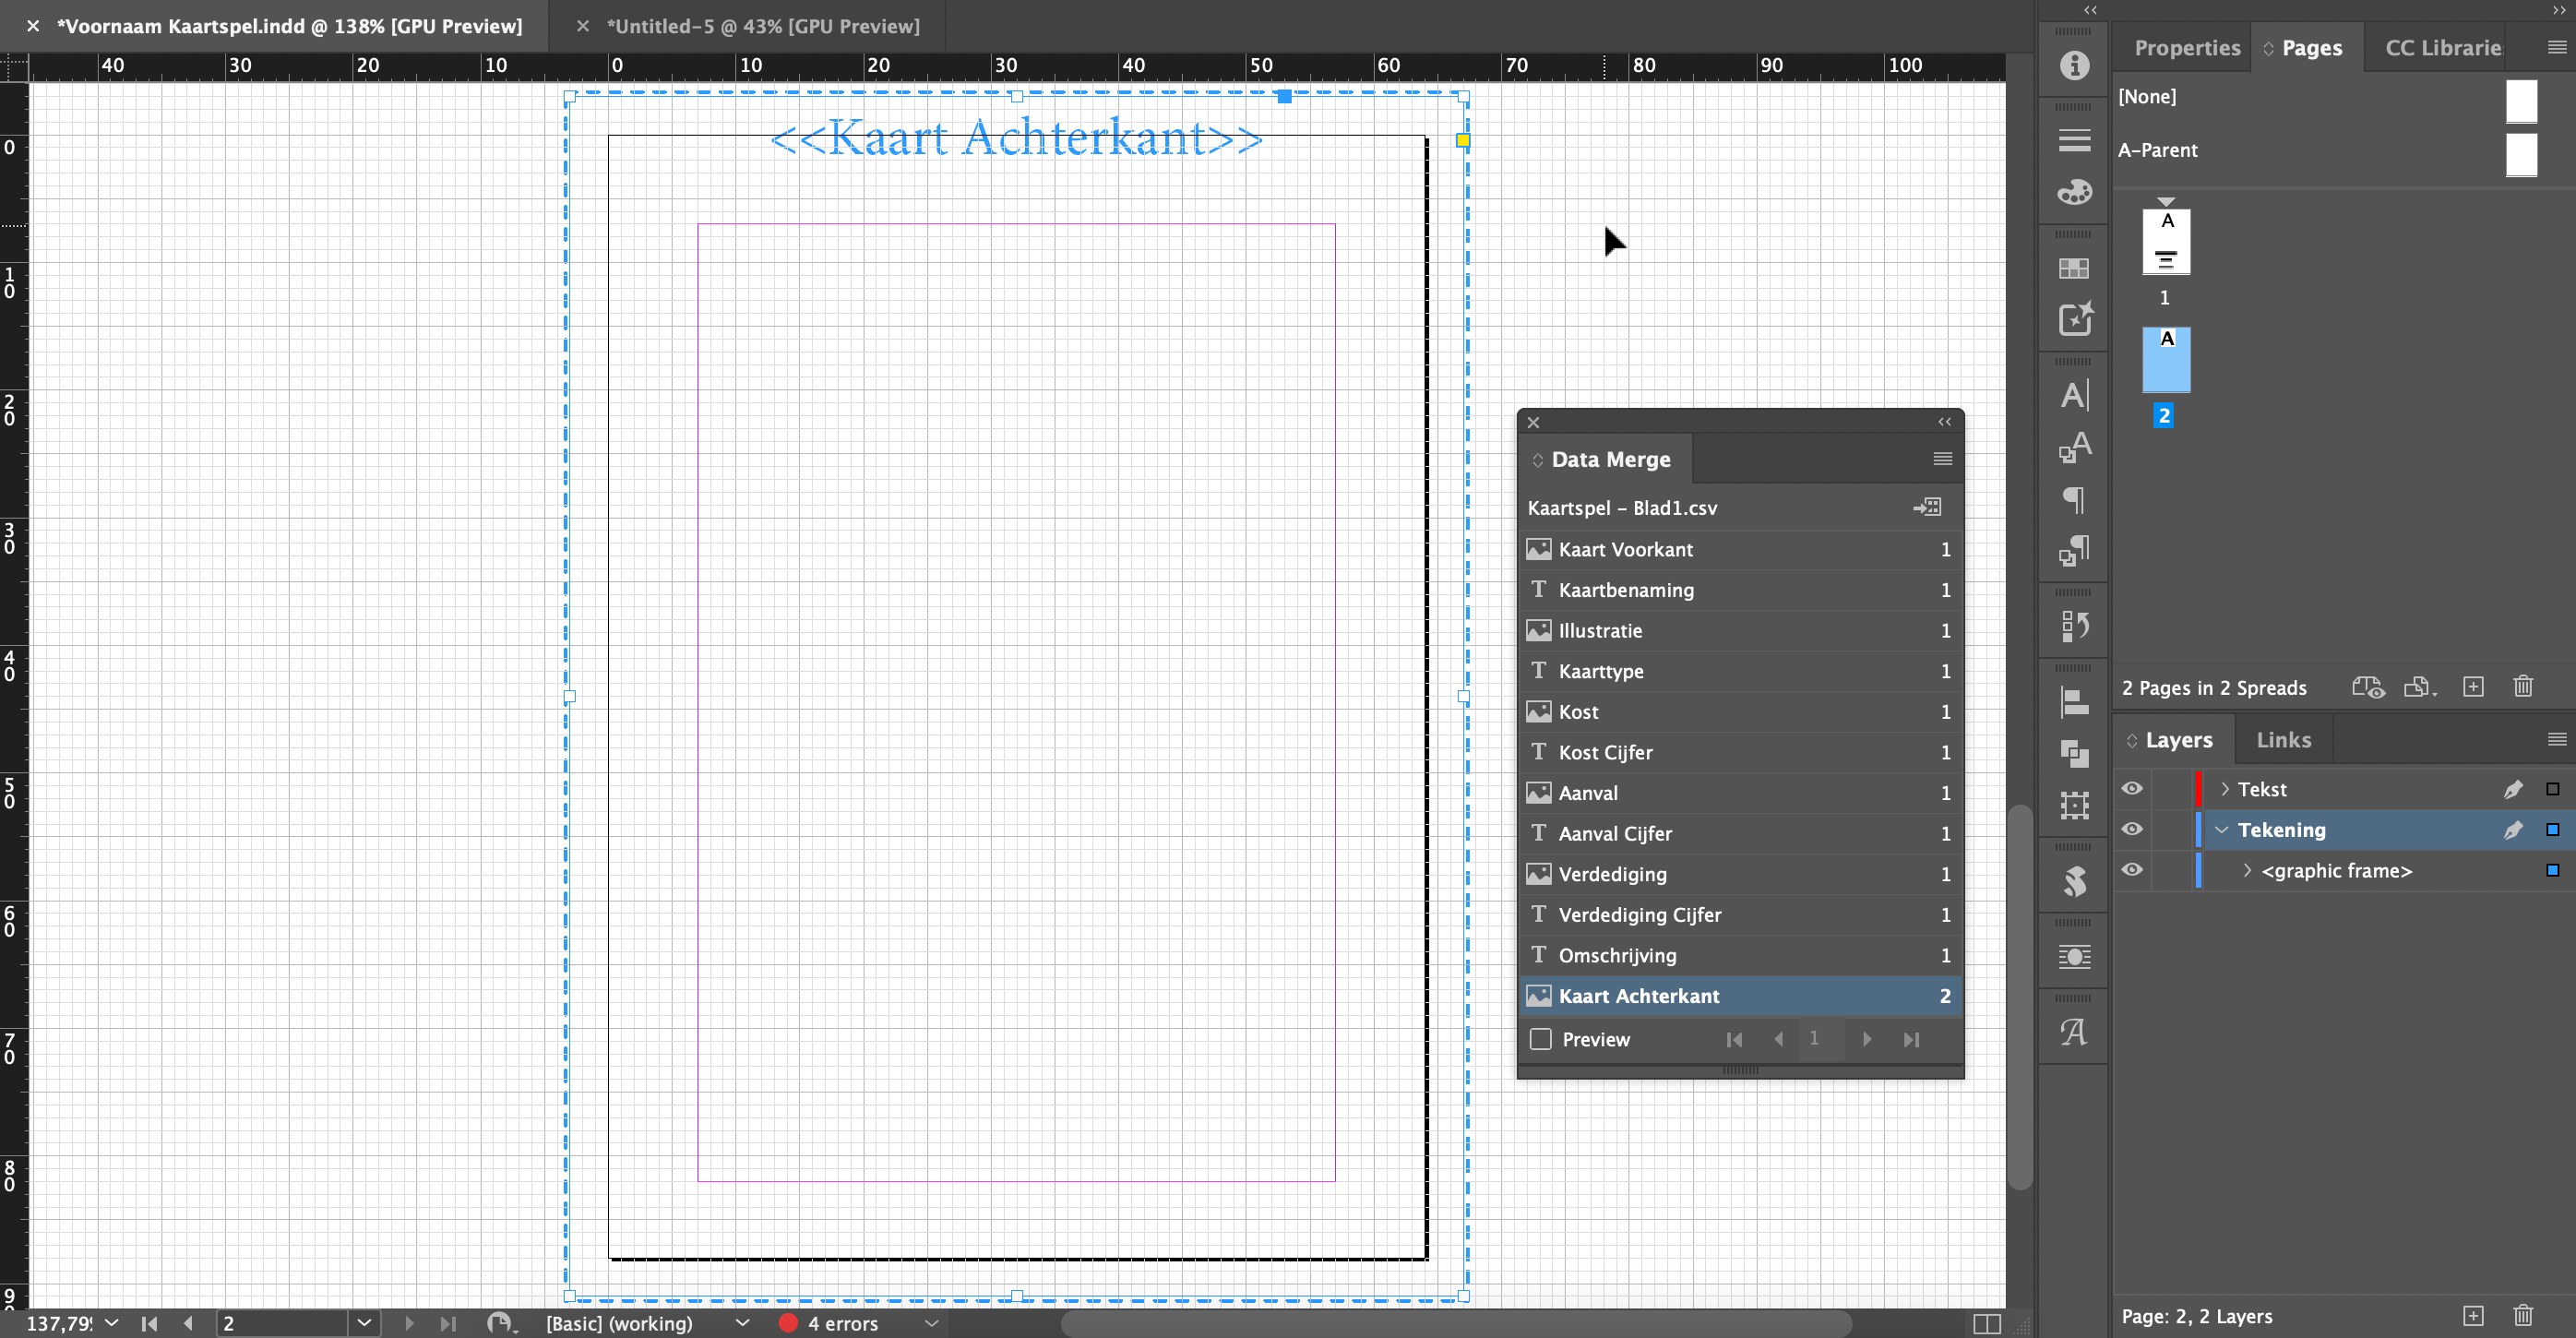 *Voornaam Kaartspel.indd @ 138% [GPU Preview]
*Untitled-5 @ 43% [GPU Preview]
40 30 20 10 0 10 20 30 40 50 60 70 80 90 100
0
10
20
30
40
50
60
70
80
9
<<Kaart Achterkant>>
Data Merge
Kaartspel - Blad1.csv
Kaart Voorkant 1
Kaartbenaming 1
Illustratie 1
Kaarttype 1
Kost 1
Kost Cijfer 1
Aanval 1
Aanval Cijfer 1
Verdediging 1
Verdediging Cijfer 1
Omschrijving 1
Kaart Achterkant 2
Preview 1
Properties Pages CC Librarie
[None]
A-Parent
A
1
A
2
2 Pages in 2 Spreads
Layers Links
Tekst
Tekening
<graphic frame>
Page: 2, 2 Layers
137,79 2 [Basic] (working) 4 errors